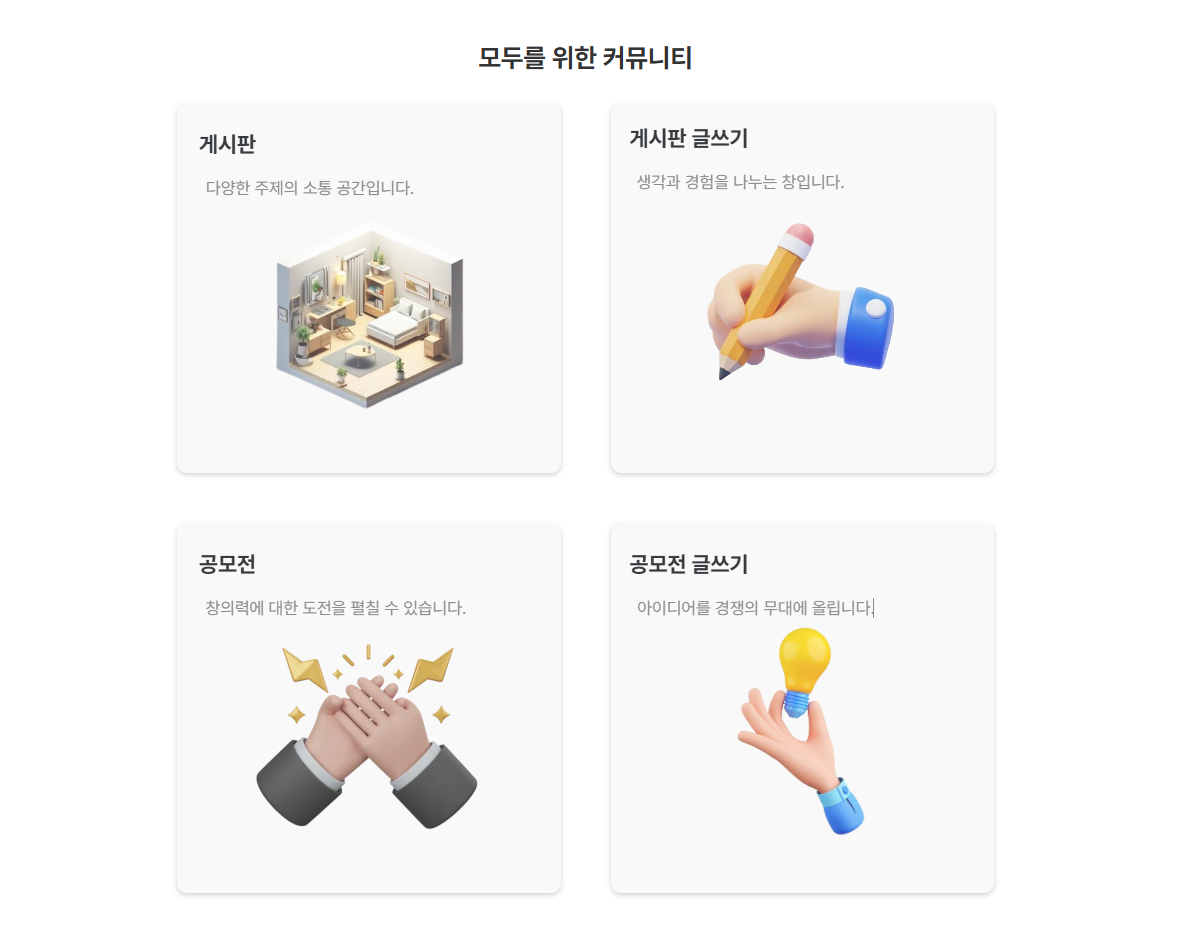 모두를 위한 커뮤니티
게시판
다양한 주제의 소통 공간입니다.
게시판 글쓰기
생각과 경험을 나누는 창입니다.
공모전
창의력에 대한 도전을 펼칠 수 있습니다.
공모전 글쓰기
아이디어를 경쟁의 무대에 올립니다.